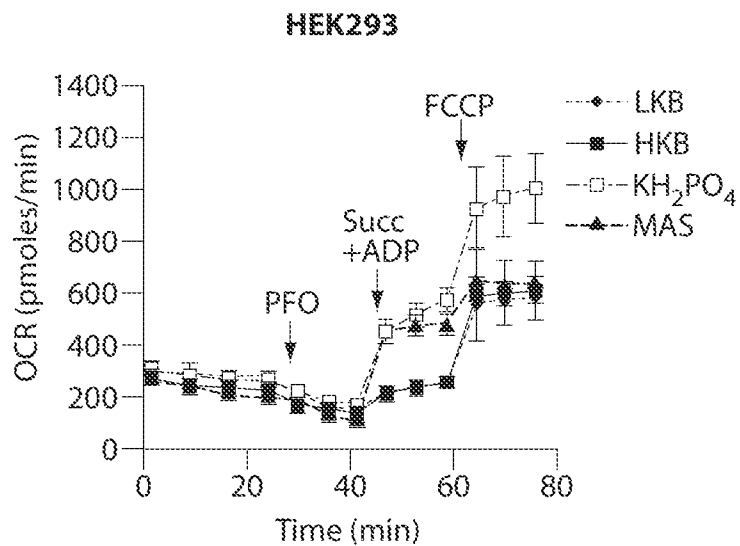 HEK293
1400
1200
1000
800
600
400
200
0
OCR (pmoles/min)
PFO
Succ
+ADP
FCCP
LKB
HKB
KH₂PO₄
MAS
0 20 40 60 80
Time (min)